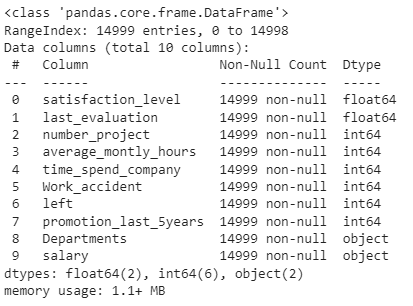 <class 'pandas.core.frame.DataFrame'>
RangeIndex: 14999 entries, 0 to 14998
Data columns (total 10 columns):
 #   Column                 Non-Null Count  Dtype
---  ------                 --------------  -----
 0   satisfaction_level     14999 non-null  float64
 1   last_evaluation        14999 non-null  float64
 2   number_project         14999 non-null  int64
 3   average_montly_hours   14999 non-null  int64
 4   time_spend_company     14999 non-null  int64
 5   Work_accident          14999 non-null  int64
 6   left                   14999 non-null  int64
 7   promotion_last_5years  14999 non-null  int64
 8   Departments            14999 non-null  object
 9   salary                 14999 non-null  object
dtypes: float64(2), int64(6), object(2)
memory usage: 1.1+ MB